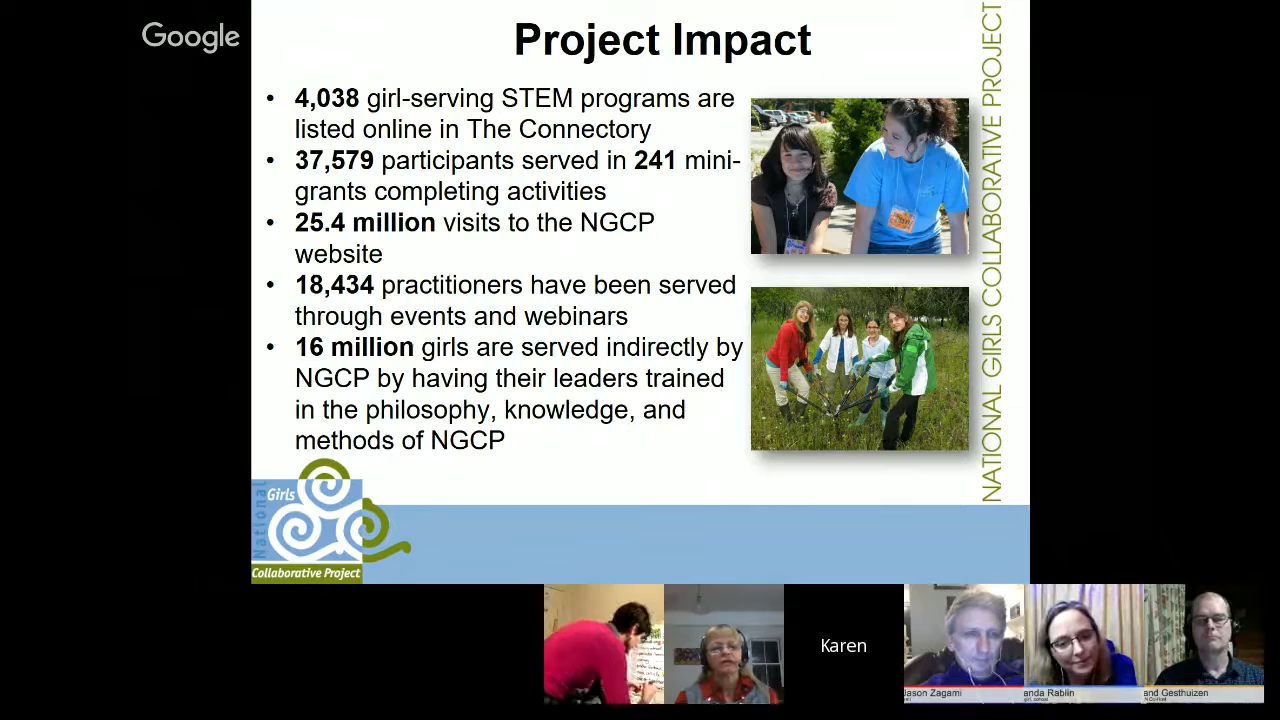 Google
Project Impact
• 4,038 girl-serving STEM programs are
listed online in The Connectory
• 37,579 participants served in 241 mini-
grants completing activities
• 25.4 million visits to the NGCP
website
• 18,434 practitioners have been served
through events and webinars
• 16 million girls are served indirectly by
NGCP by having their leaders trained
in the philosophy, knowledge, and
methods of NGCP
NATIONAL GIRLS COLLABORATIVE PROJECT
National
Girls
Collaborative Project
Karen
Jason Zagami
anda Rablin
and Gesthuizen